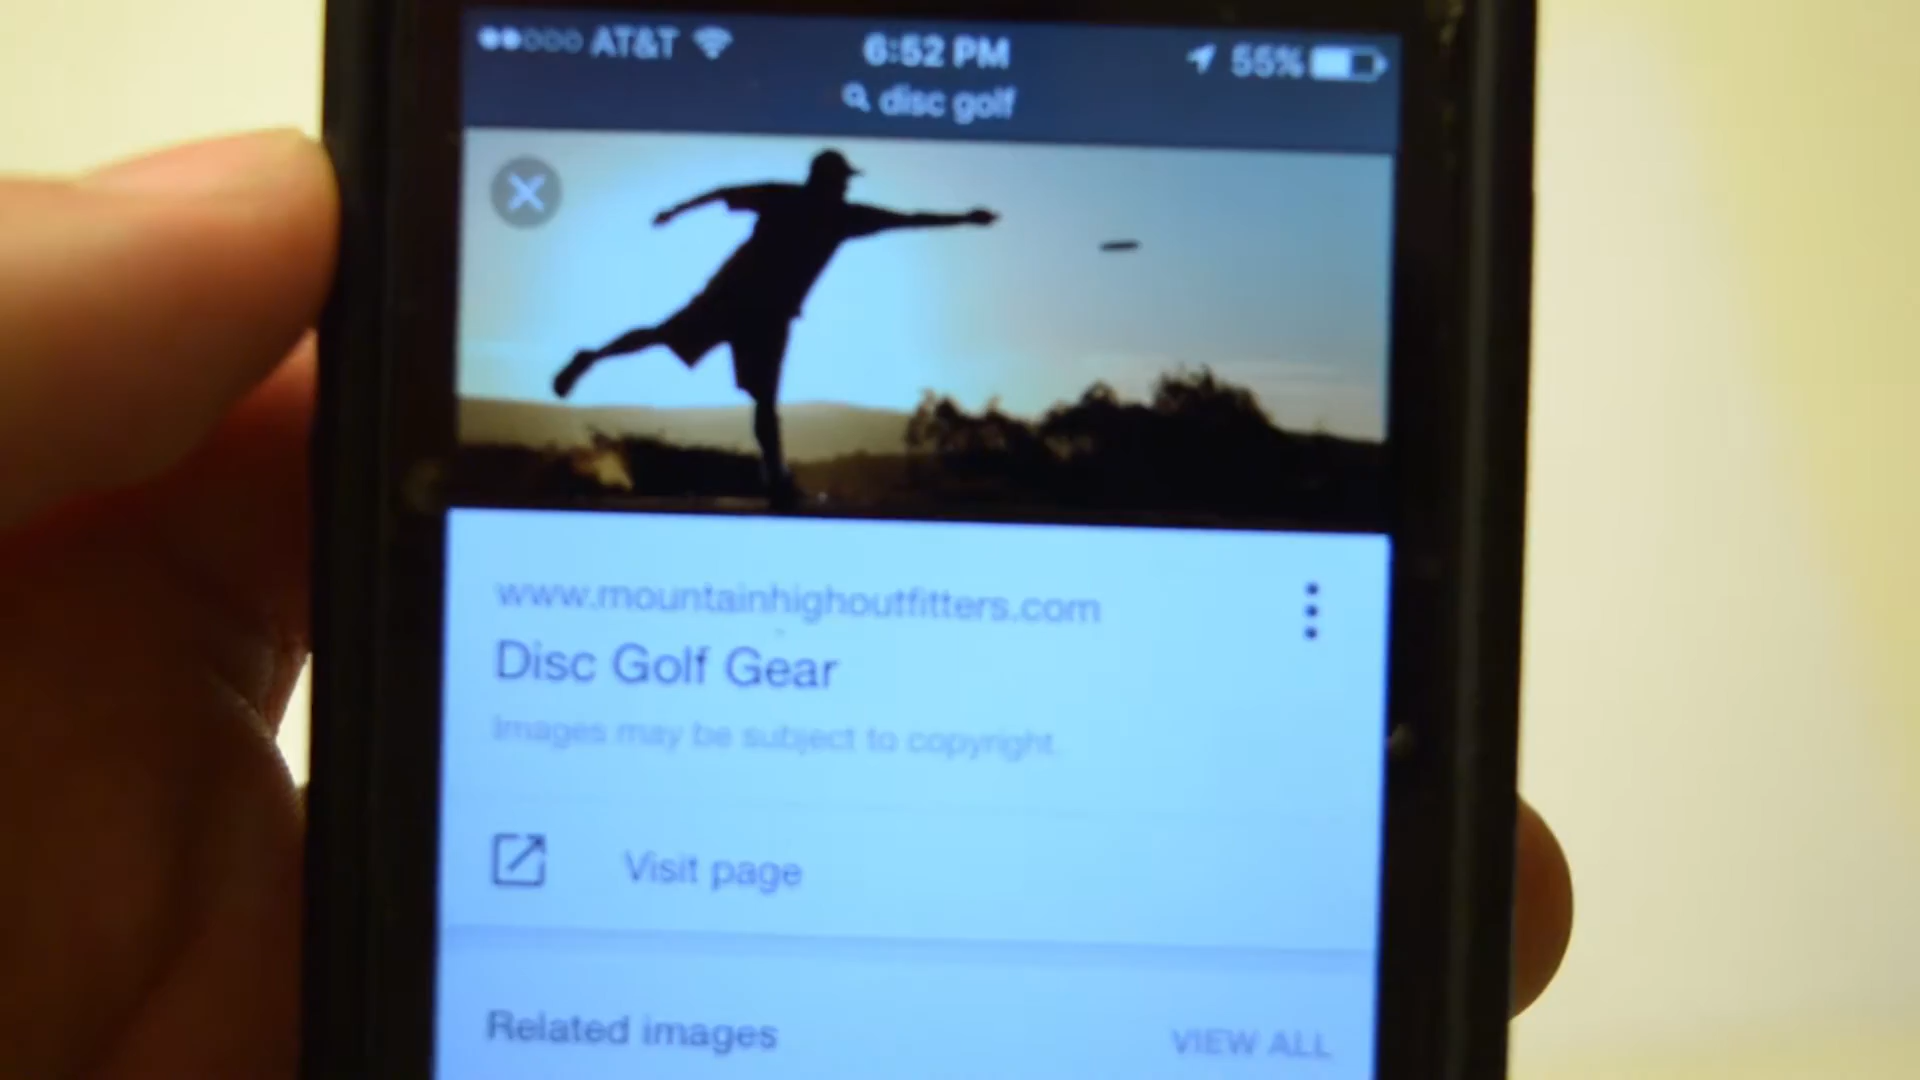 AT&T 6:52 PM 55%
disc golf
www.mountainhighoutfitters.com
Disc Golf Gear
Images may be subject to copyright.
Visit page
Related images VIEW ALL